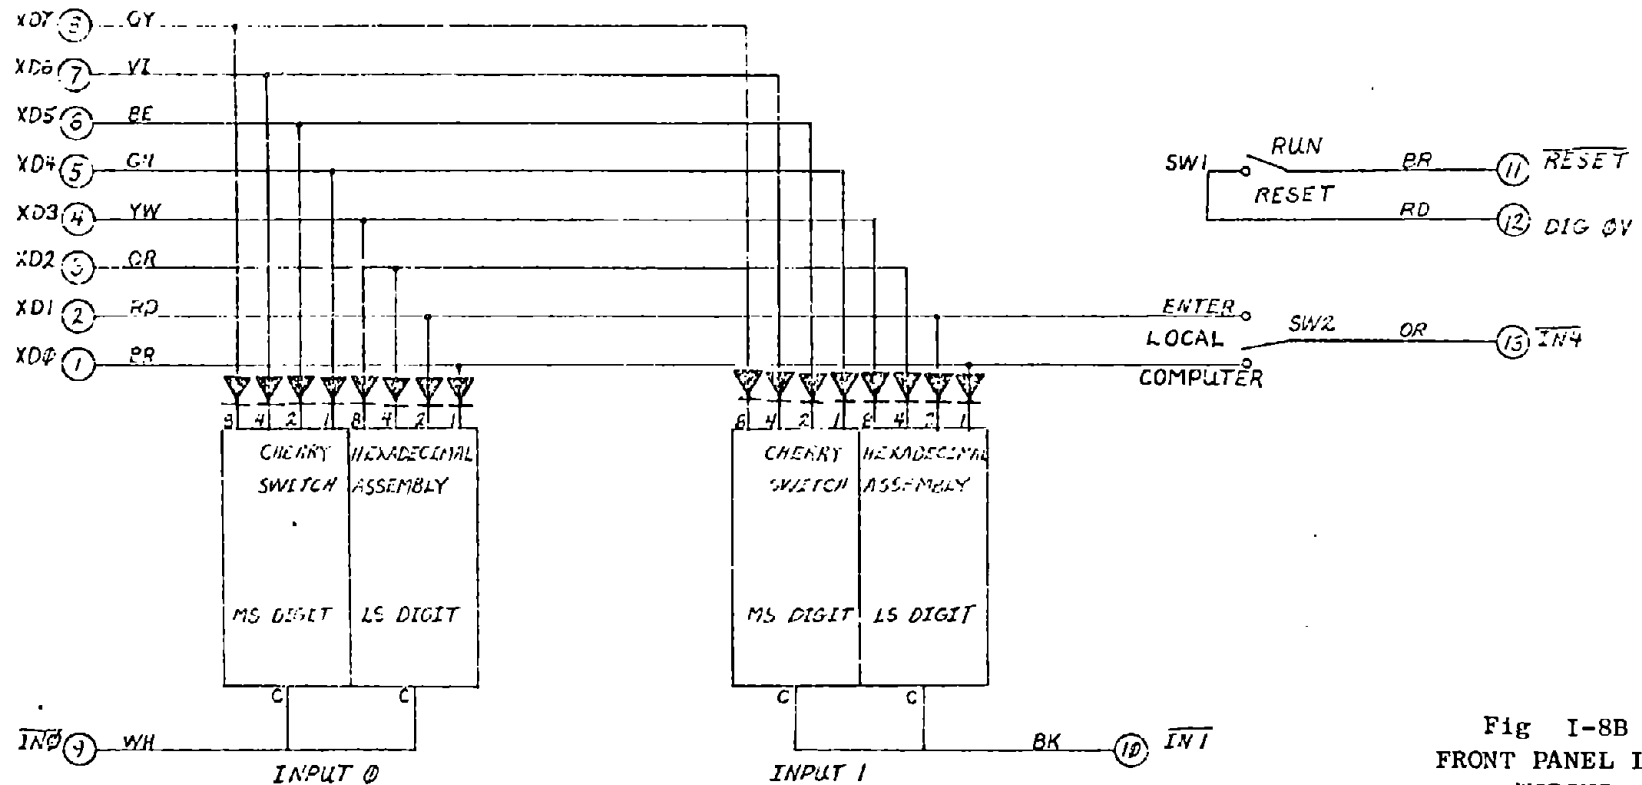 XD7 8 GY
XD6 7 VI
XD5 6 BE
XD4 5 GN
XD3 4 YW
XD2 3 OR
XD1 2 RD
XD0 1 BR
SW1 RUN BR 11 RESET
RESET
RD 12 DIG 0V
ENTER
LOCAL SW2 OR 13 IN4
COMPUTER
8 4 2 1 8 4 2 1
CHERRY HEXADECIMAL
SWITCH ASSEMBLY
MS DIGIT LS DIGIT
C C
IN0 9 WH
INPUT 0
8 4 2 1 8 4 2 1
CHERRY HEXADECIMAL
SWITCH ASSEMBLY
MS DIGIT LS DIGIT
C C
BK 10 IN1
INPUT 1
Fig I-8B
FRONT PANEL I